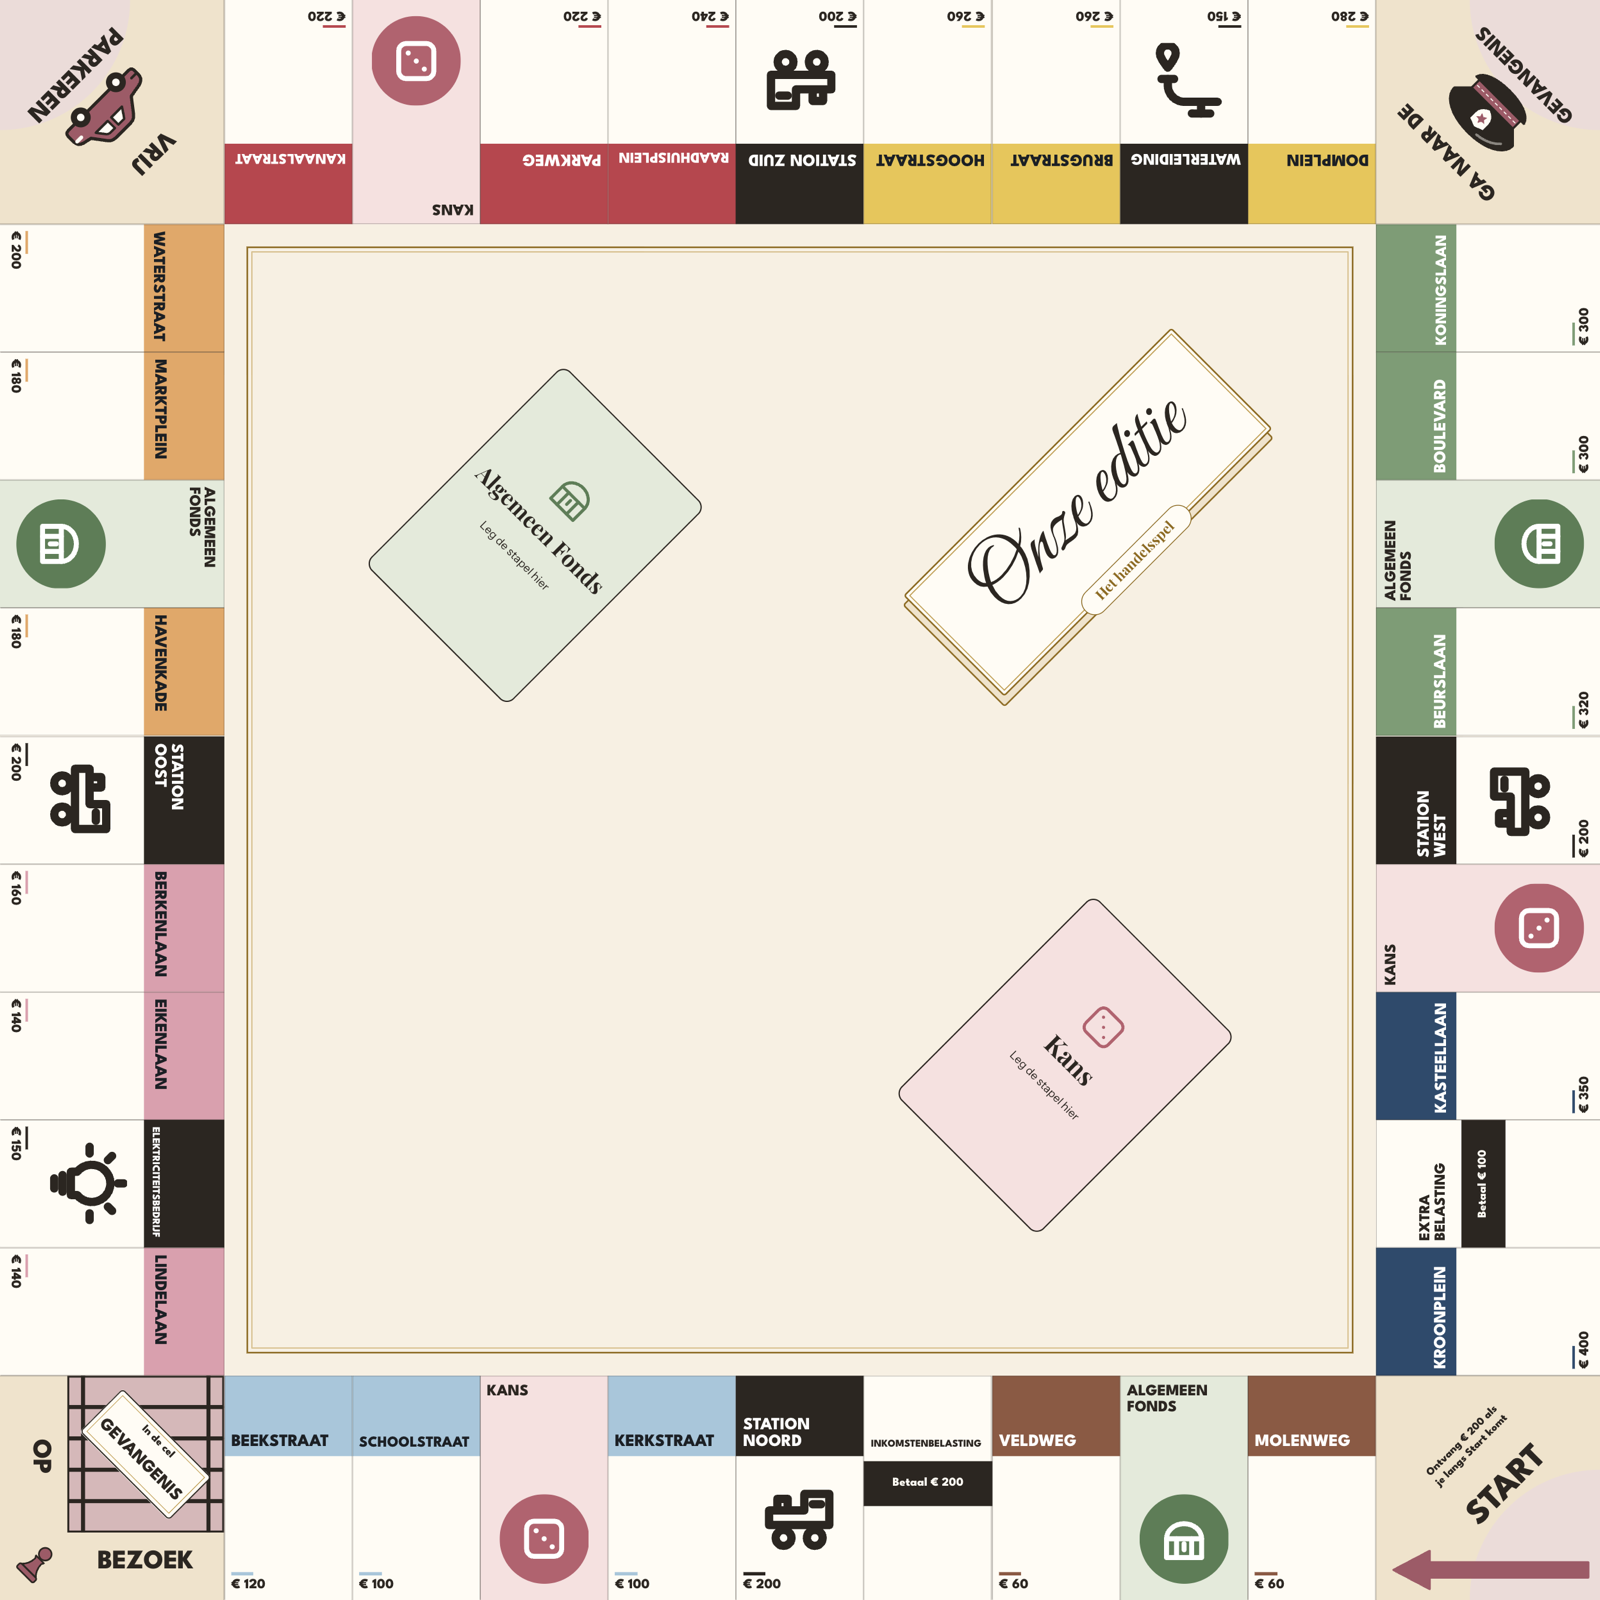 PARKEREN
VRIJ
€ 220
KANAALSTRAAT
KANS
€ 220
PARKWEG
€ 240
RAADHUISPLEIN
€ 200
STATION ZUID
€ 260
HOOGSTRAAT
€ 260
BRUGSTRAAT
€ 150
WATERLEIDING
€ 280
DOMPLEIN
GA NAAR DE
GEVANGENIS
€ 200
WATERSTRAAT
€ 180
MARKTPLEIN
ALGEMEEN
FONDS
€ 180
HAVENKADE
€ 200
STATION
OOST
€ 160
BERKENLAAN
€ 140
EIKENLAAN
€ 150
ELEKTRICITEITSBEDRIJF
€ 140
LINDELAAN
Algemeen Fonds
Leg de stapel hier
Onze editie
Het handelsspel
Kans
Leg de stapel hier
KONINGSLAAN
€ 300
BOULEVARD
€ 300
ALGEMEEN
FONDS
BEURSLAAN
€ 320
STATION
WEST
€ 200
KANS
KASTEELLAAN
€ 350
EXTRA
BELASTING
Betaal € 100
KROONPLEIN
€ 400
OP
BEZOEK
In de cel
GEVANGENIS
BEEKSTRAAT
€ 120
SCHOOLSTRAAT
€ 100
KANS
KERKSTRAAT
€ 100
STATION
NOORD
€ 200
INKOMSTENBELASTING
Betaal € 200
VELDWEG
€ 60
ALGEMEEN
FONDS
MOLENWEG
€ 60
Ontvang € 200 als
je langs Start komt
START